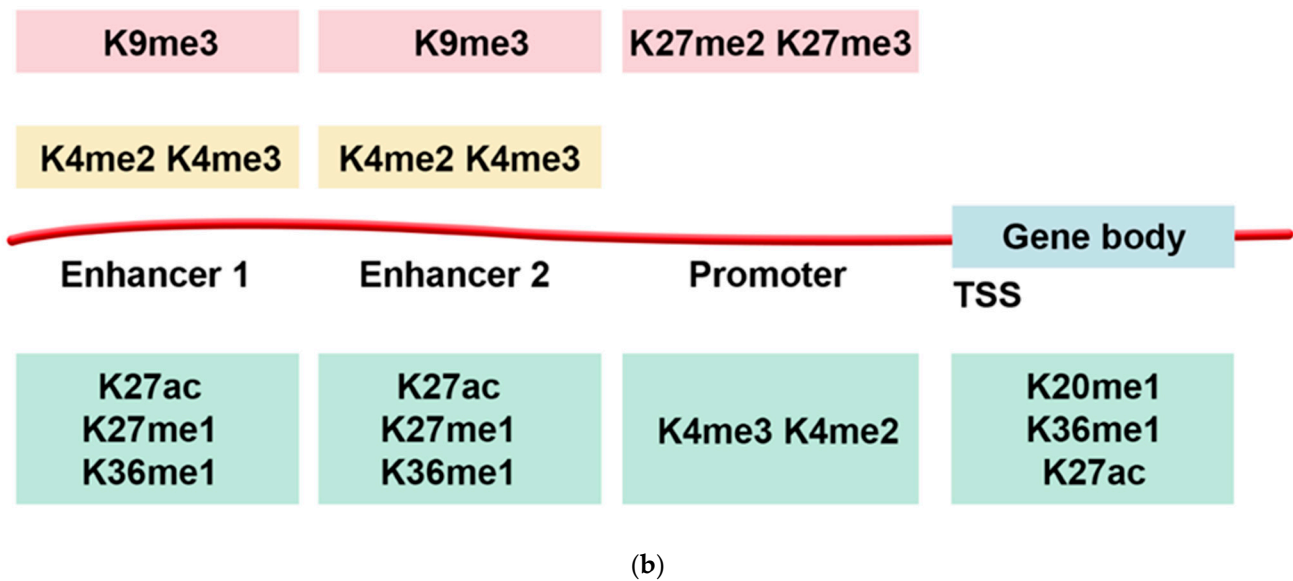 K9me3 K9me3 K27me2 K27me3
K4me2 K4me3 K4me2 K4me3
Gene body
Enhancer 1 Enhancer 2 Promoter
TSS
K27ac K27ac K20me1
K27me1 K27me1 K4me3 K4me2 K36me1
K36me1 K36me1 K27ac
(b)